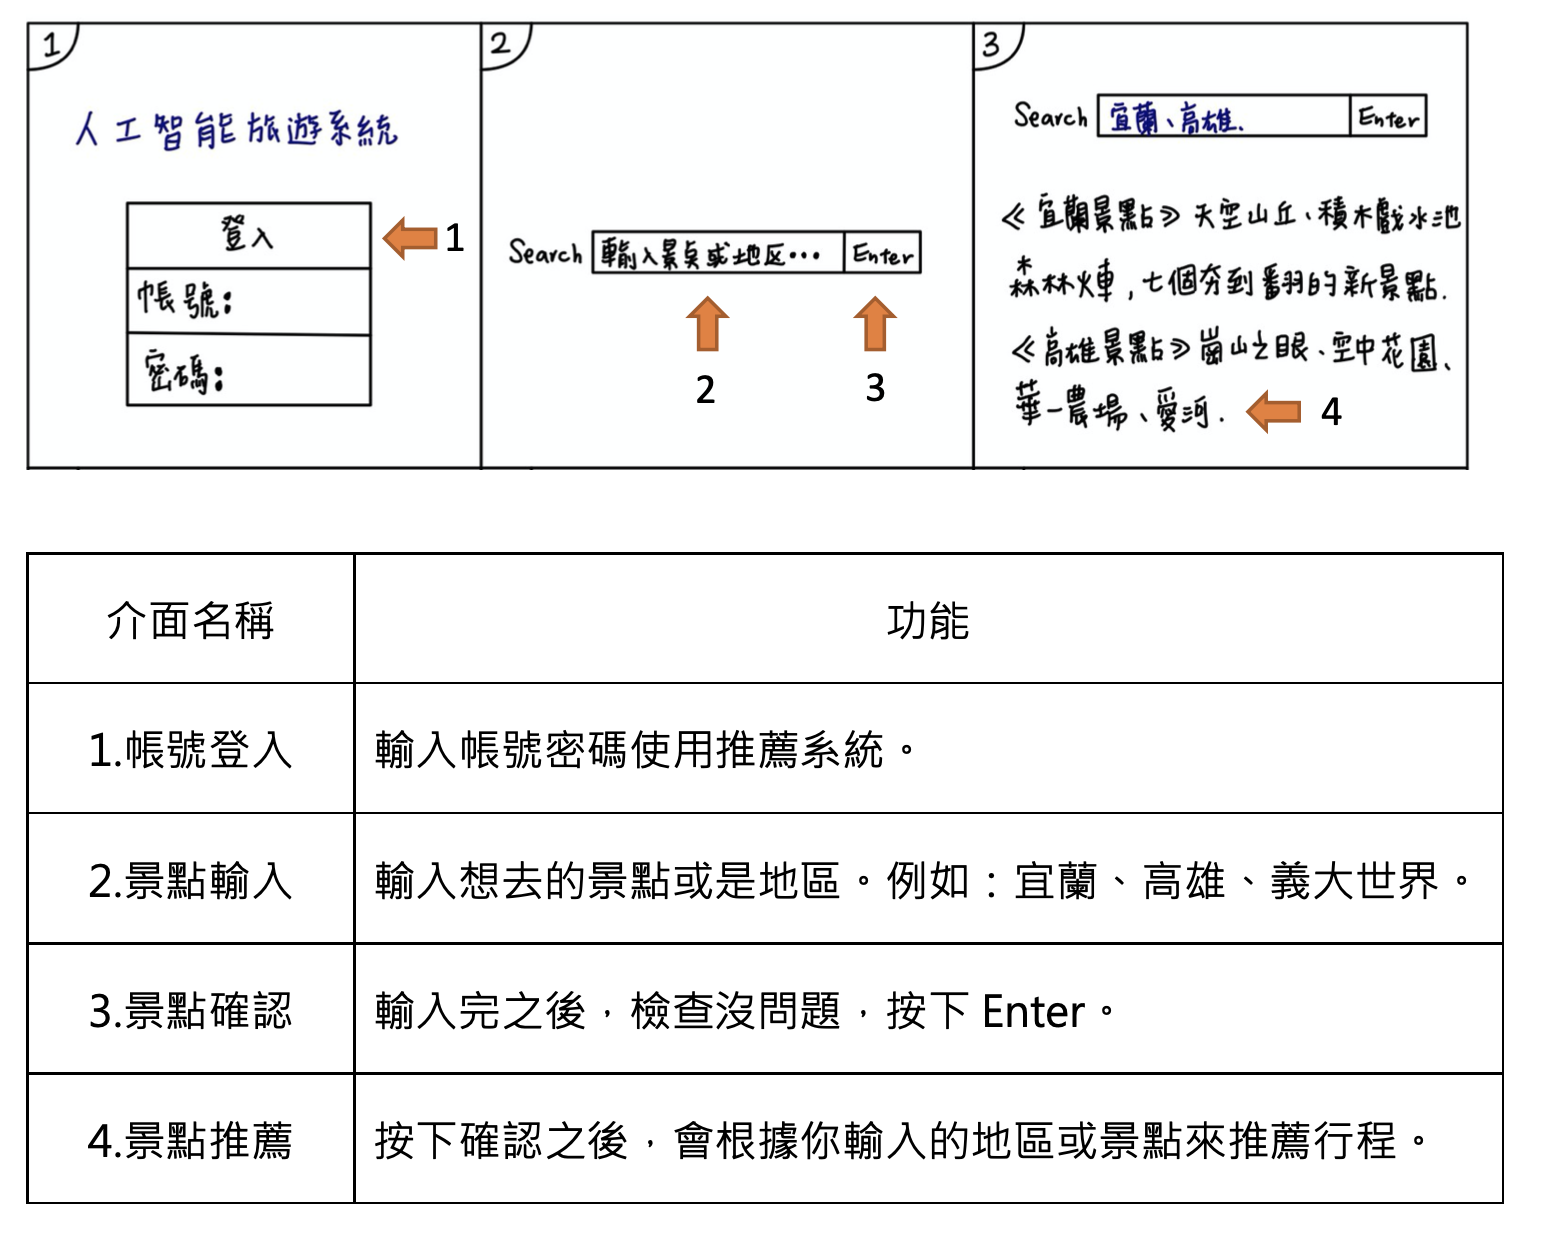 1
人工智能旅遊系統
登入
帳號:
密碼:
1
2
Search 輸入景點或地区… Enter
2 3
3
Search 宜蘭、高雄. Enter
≪宜蘭景點≫天空山丘、積木戲水池
森林火車,七個夯到翻的新景點.
≪高雄景點≫崗山之眼、空中花園、
華一農場、愛河.
4
介面名稱 功能
1.帳號登入 輸入帳號密碼使用推薦系統。
2.景點輸入 輸入想去的景點或是地區。例如：宜蘭、高雄、義大世界。
3.景點確認 輸入完之後，檢查沒問題，按下 Enter。
4.景點推薦 按下確認之後，會根據你輸入的地區或景點來推薦行程。